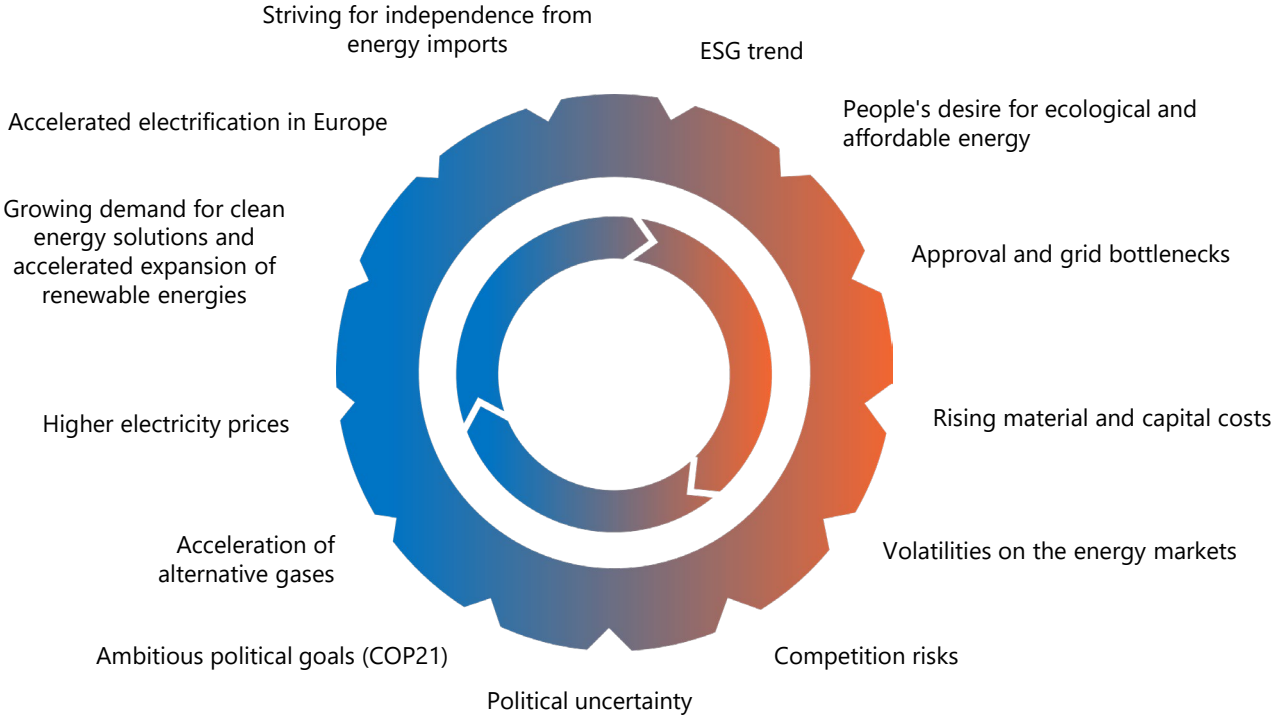 Striving for independence from
energy imports
ESG trend
People's desire for ecological and
affordable energy
Accelerated electrification in Europe
Growing demand for clean
energy solutions and
accelerated expansion of
renewable energies
Approval and grid bottlenecks
Higher electricity prices
Rising material and capital costs
Acceleration of
alternative gases
Volatilities on the energy markets
Ambitious political goals (COP21)
Competition risks
Political uncertainty